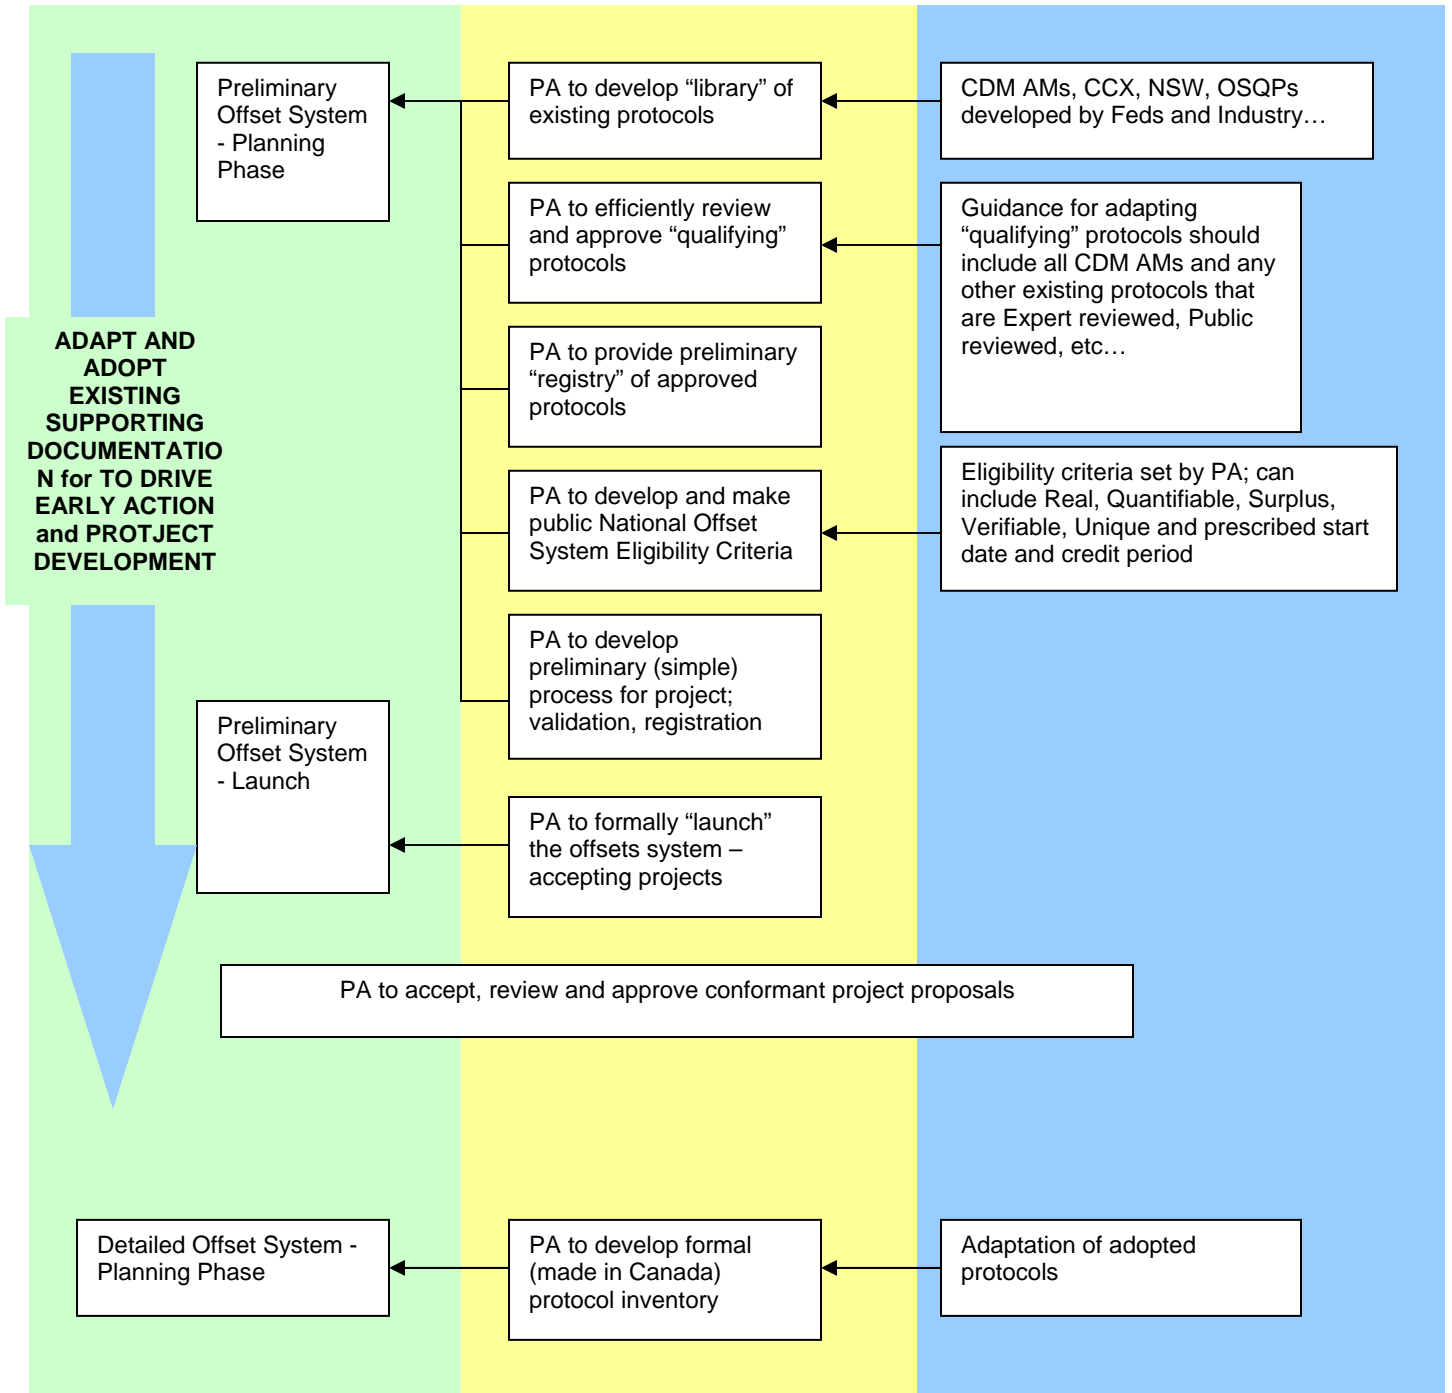 Preliminary
Offset System
- Planning
Phase
PA to develop “library” of
existing protocols
CDM AMs, CCX, NSW, OSQPs
developed by Feds and Industry…
PA to efficiently review
and approve “qualifying”
protocols
Guidance for adapting
“qualifying” protocols should
include all CDM AMs and any
other existing protocols that
are Expert reviewed, Public
reviewed, etc…
ADAPT AND
ADOPT
EXISTING
SUPPORTING
DOCUMENTATIO
N for TO DRIVE
EARLY ACTION
and PROTJECT
DEVELOPMENT
PA to provide preliminary
“registry” of approved
protocols
PA to develop and make
public National Offset
System Eligibility Criteria
Eligibility criteria set by PA; can
include Real, Quantifiable, Surplus,
Verifiable, Unique and prescribed start
date and credit period
PA to develop
preliminary (simple)
process for project;
validation, registration
Preliminary
Offset System
- Launch
PA to formally “launch”
the offsets system –
accepting projects
PA to accept, review and approve conformant project proposals
Detailed Offset System -
Planning Phase
PA to develop formal
(made in Canada)
protocol inventory
Adaptation of adopted
protocols